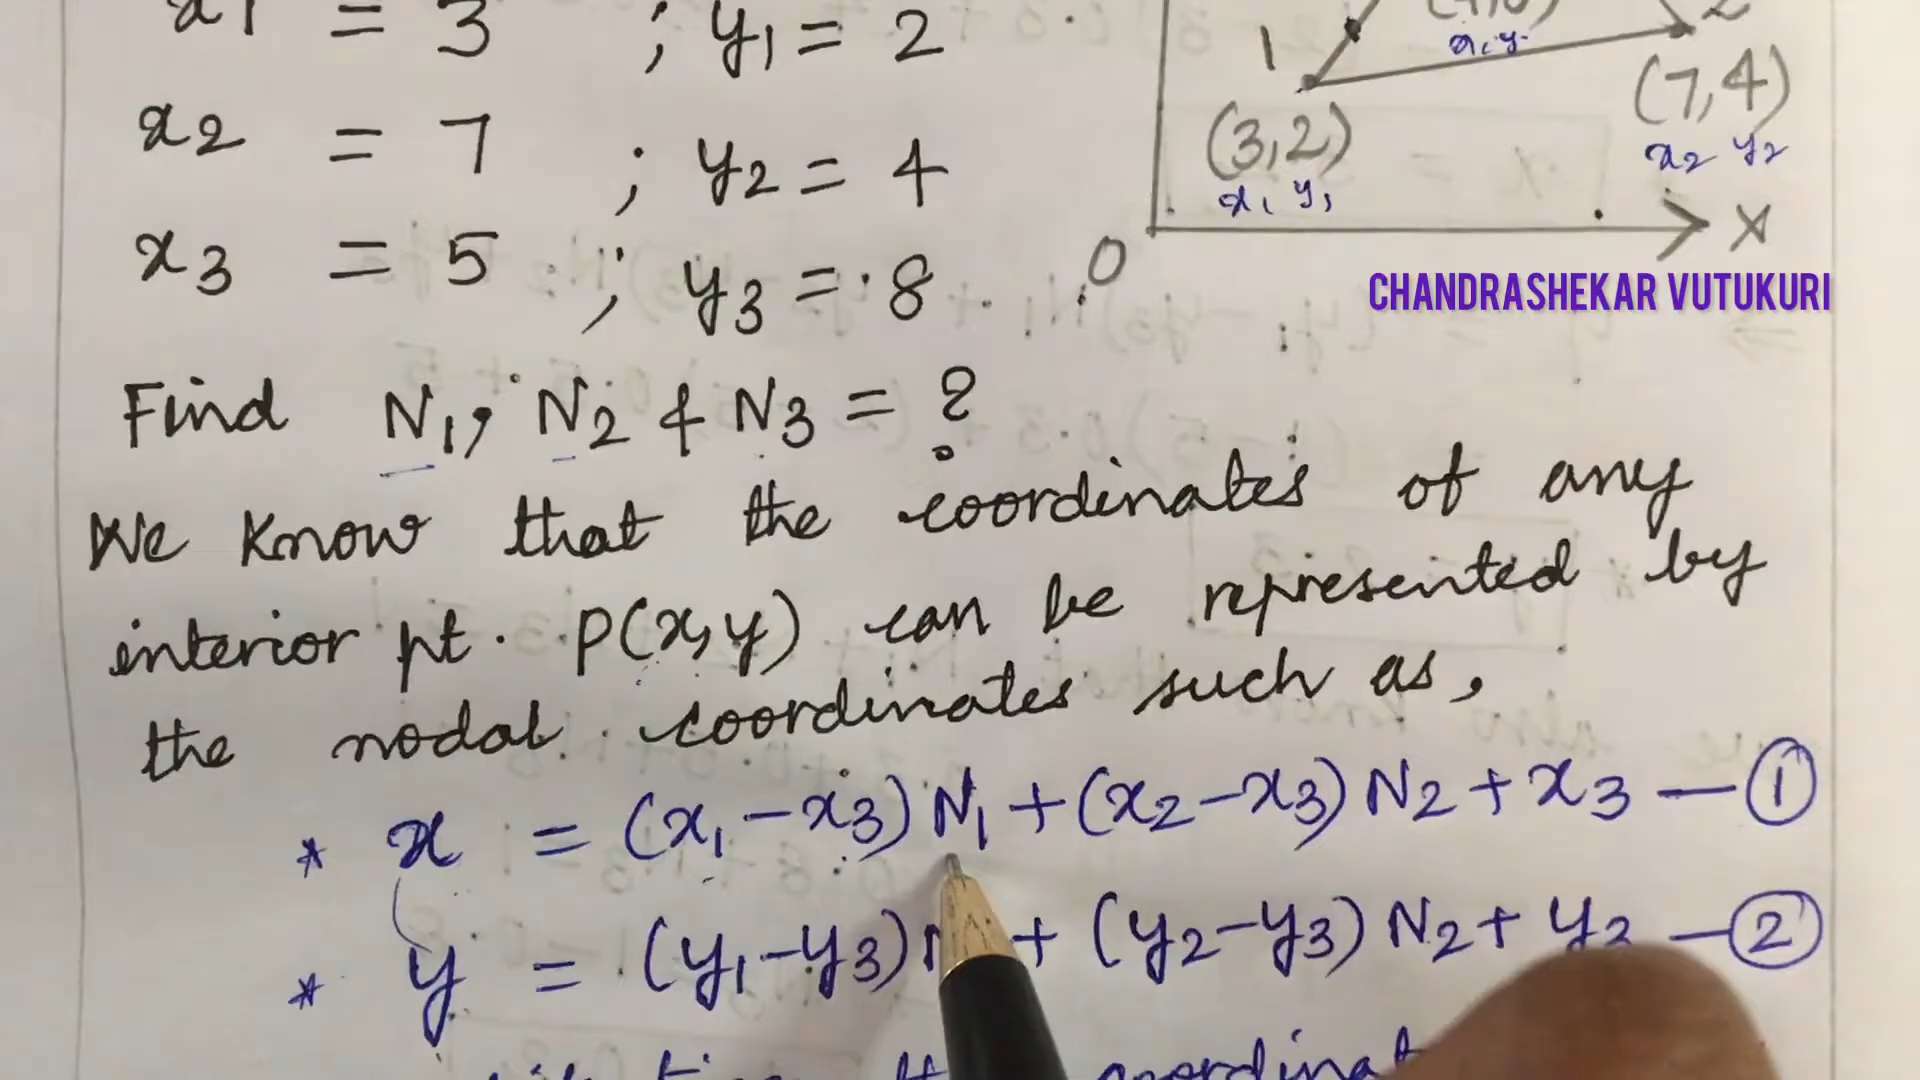 x1 = 3 ; y1 = 2
x2 = 7 ; y2 = 4
x3 = 5 ; y3 = 8
1
2
x, y
(3,2)
x1 y1
(7,4)
x2 y2
0
X
CHANDRASHEKAR VUTUKURI
Find N1, N2 & N3 = ?
We know that the coordinates of any
interior pt. P(x,y) can be represented by
the nodal coordinates such as,
* x = (x1-x3)N1+(x2-x3)N2+x3 — ①
* y = (y1-y3)N + (y2-y3)N2+ y3 — ②